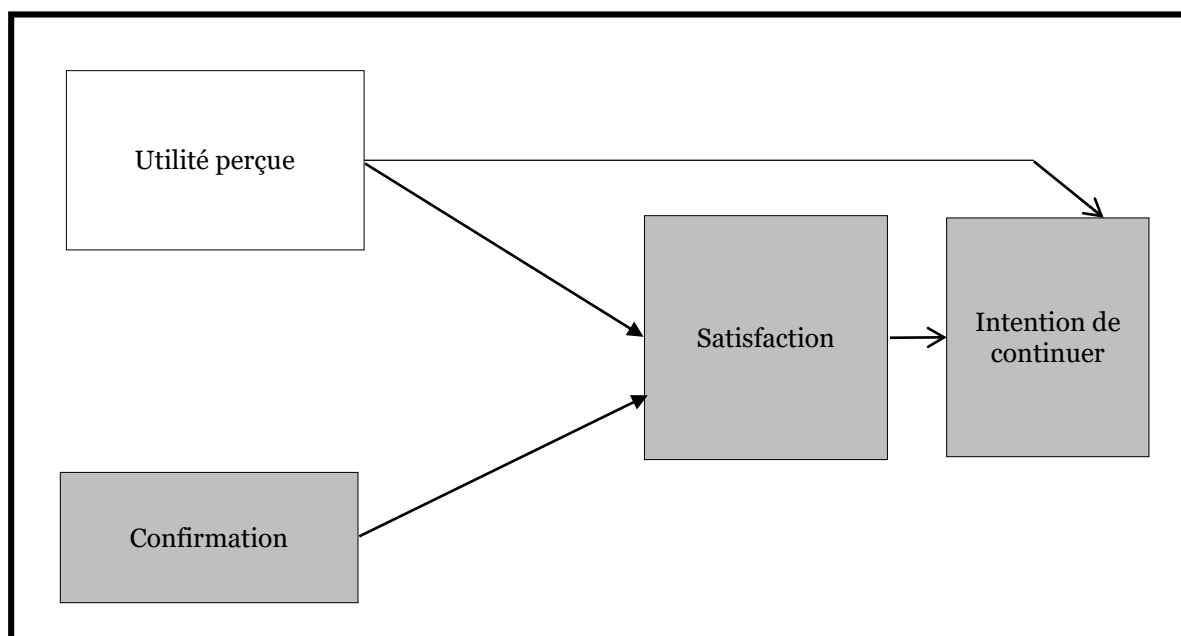 Utilité perçue
Satisfaction
Intention de
continuer
Confirmation